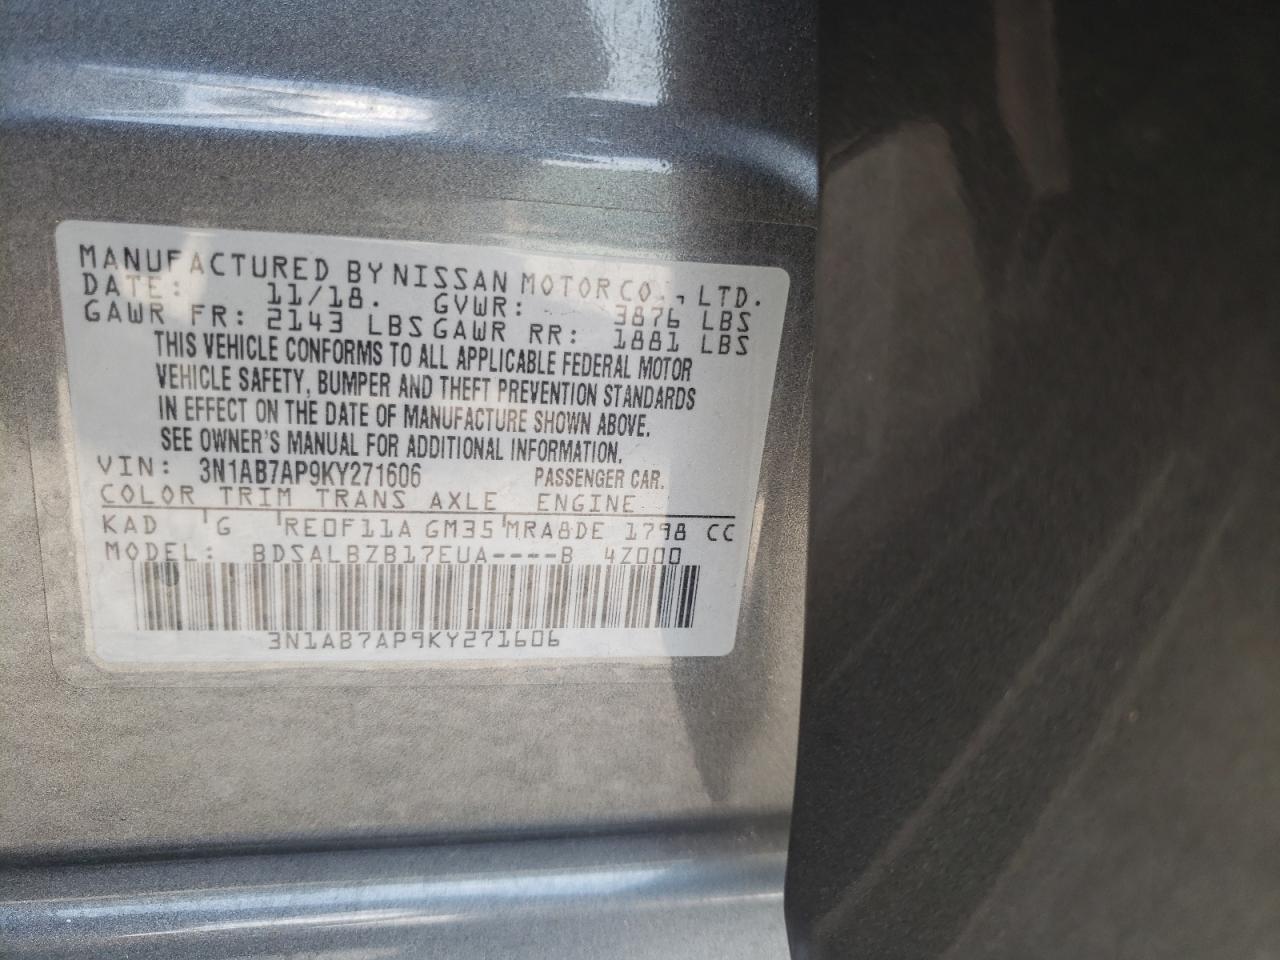 MANUFACTURED BY NISSAN MOTOR CO., LTD.
DATE: 11/18. GVWR: 3876 LBS
GAWR FR: 2143 LBS GAWR RR: 1881 LBS
THIS VEHICLE CONFORMS TO ALL APPLICABLE FEDERAL MOTOR
VEHICLE SAFETY, BUMPER AND THEFT PREVENTION STANDARDS
IN EFFECT ON THE DATE OF MANUFACTURE SHOWN ABOVE.
SEE OWNER'S MANUAL FOR ADDITIONAL INFORMATION.
VIN: 3N1AB7AP9KY271606 PASSENGER CAR.
COLOR TRIM TRANS AXLE ENGINE
KAD G RE0F11A GM35 MRA8DE 1798 CC
MODEL: BDSALBZB17EUA----B 4Z000
3N1AB7AP9KY271606